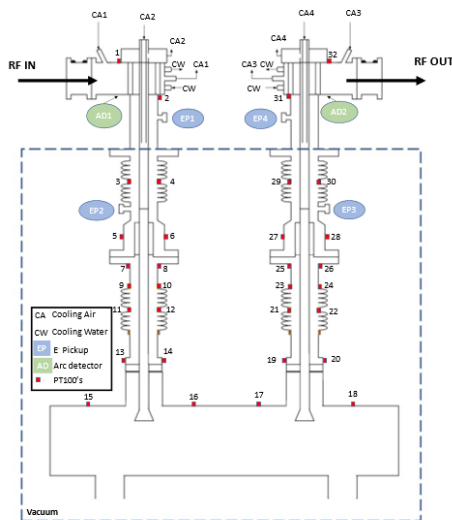 CA1
CA2
CA4
CA3
1
CA2
CA4
32
RF IN
CW
CA1
CW
CA3
CW
CW
RF OUT
2
31
AD1
EP1
EP4
AD2
3
4
29
30
EP2
EP3
5
6
27
28
7
8
25
26
9
10
23
24
11
12
21
22
CA Cooling Air
CW Cooling Water
EP E Pickup
AD Arc detector
PT100's
13
14
19
20
15
16
17
18
Vacuum